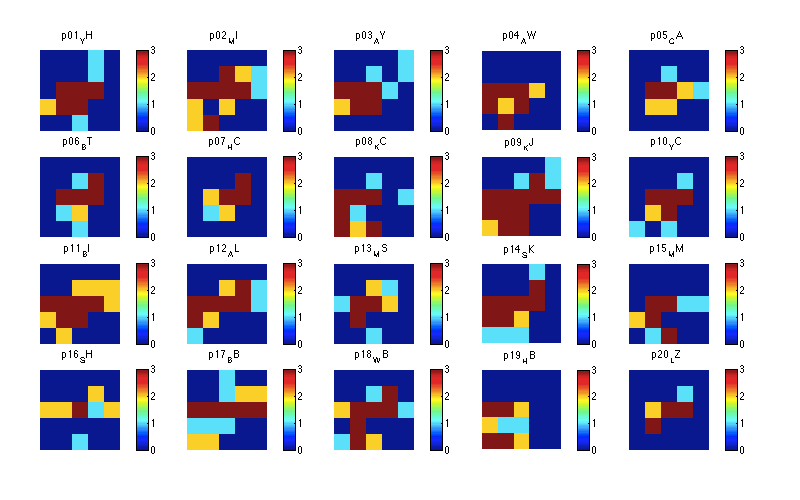 p01YH p02MI p03AY p04AW p05GA
3 3 3 3 3
2 2 2 2 2
1 1 1 1 1
0 0 0 0 0
p06BT p07HC p08KC p09KJ p10YC
3 3 3 3 3
2 2 2 2 2
1 1 1 1 1
0 0 0 0 0
p11BI p12AL p13MS p14SK p15MM
3 3 3 3 3
2 2 2 2 2
1 1 1 1 1
0 0 0 0 0
p16SH p17BB p18WB p19HB p20LZ
3 3 3 3 3
2 2 2 2 2
1 1 1 1 1
0 0 0 0 0